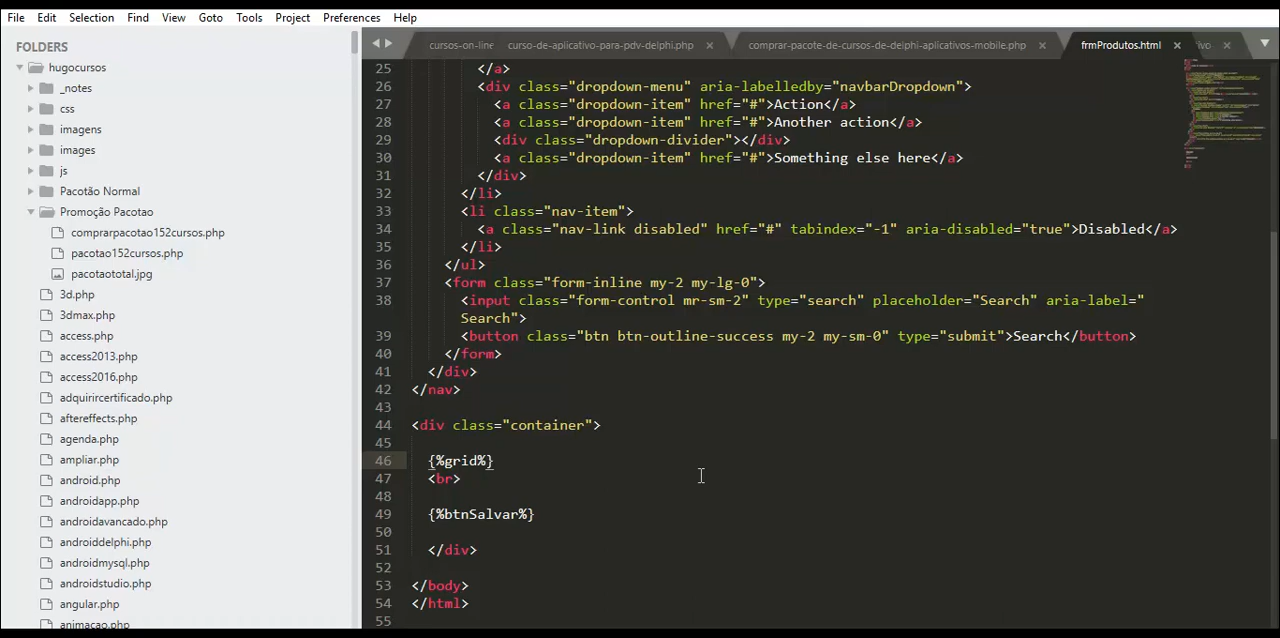 File Edit Selection Find View Goto Tools Project Preferences Help
FOLDERS
hugocursos
_notes
css
imagens
images
js
Pacotão Normal
Promoção Pacotao
comprarpacotao152cursos.php
pacotao152cursos.php
pacotaototal.jpg
3d.php
3dmax.php
access.php
access2013.php
access2016.php
adquirircertificado.php
aftereffects.php
agenda.php
ampliar.php
android.php
androidapp.php
androidavancado.php
androiddelphi.php
androidmysql.php
androidstudio.php
angular.php
animacao.php
cursos-on-line curso-de-aplicativo-para-pdv-delphi.php × comprar-pacote-de-cursos-de-delphi-aplicativos-mobile.php × frmProdutos.html × ivo ×
25 </a>
26 <div class="dropdown-menu" aria-labelledby="navbarDropdown">
27 <a class="dropdown-item" href="#">Action</a>
28 <a class="dropdown-item" href="#">Another action</a>
29 <div class="dropdown-divider"></div>
30 <a class="dropdown-item" href="#">Something else here</a>
31 </div>
32 </li>
33 <li class="nav-item">
34 <a class="nav-link disabled" href="#" tabindex="-1" aria-disabled="true">Disabled</a>
35 </li>
36 </ul>
37 <form class="form-inline my-2 my-lg-0">
38 <input class="form-control mr-sm-2" type="search" placeholder="Search" aria-label="
Search">
39 <button class="btn btn-outline-success my-2 my-sm-0" type="submit">Search</button>
40 </form>
41 </div>
42 </nav>
43
44 <div class="container">
45
46 {%grid%}
47 <br>
48
49 {%btnSalvar%}
50
51 </div>
52
53 </body>
54 </html>
55